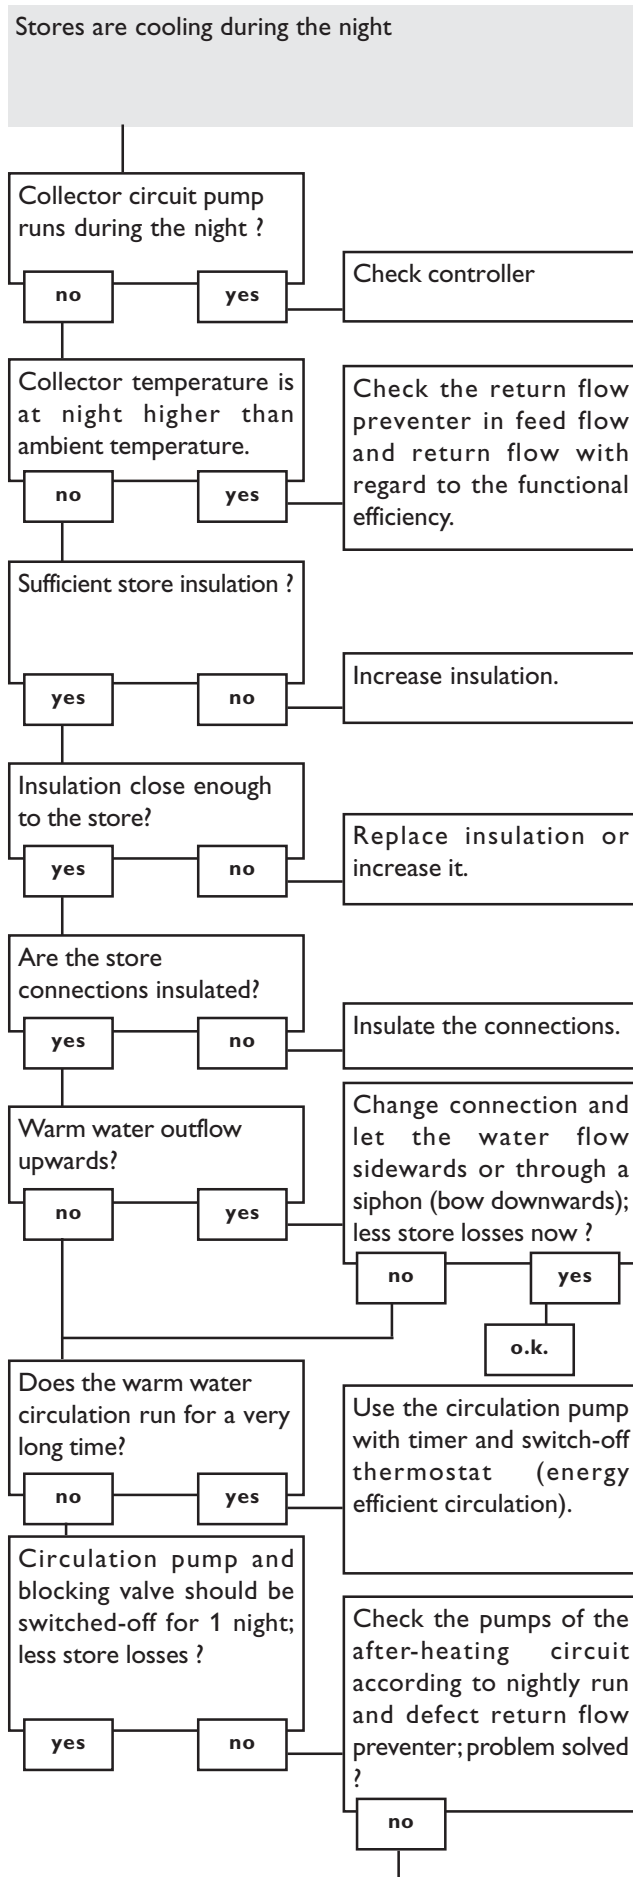 Stores are cooling during the night
Collector circuit pump
runs during the night ?
no
yes
Check controller
Collector temperature is
at night higher than
ambient temperature.
no
yes
Check the return flow
preventer in feed flow
and return flow with
regard to the functional
efficiency.
Sufficient store insulation ?
yes
no
Increase insulation.
Insulation close enough
to the store?
yes
no
Replace insulation or
increase it.
Are the store
connections insulated?
yes
no
Insulate the connections.
Warm water outflow
upwards?
no
yes
Change connection and
let the water flow
sidewards or through a
siphon (bow downwards);
less store losses now ?
no
yes
o.k.
Does the warm water
circulation run for a very
long time?
no
yes
Use the circulation pump
with timer and switch-off
thermostat (energy
efficient circulation).
Circulation pump and
blocking valve should be
switched-off for 1 night;
less store losses ?
yes
no
Check the pumps of the
after-heating circuit
according to nightly run
and defect return flow
preventer; problem solved
?
no